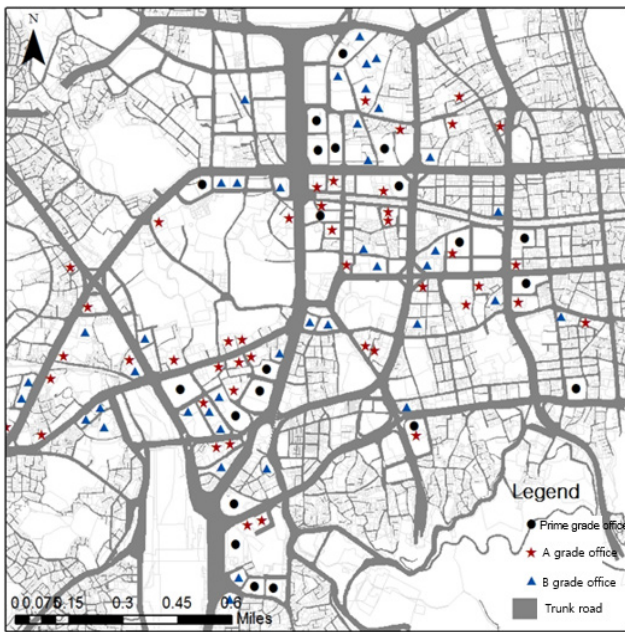 N
Legend
Prime grade office
A grade office
B grade office
Trunk road
0 0.075 0.15 0.3 0.45 0.6
Miles